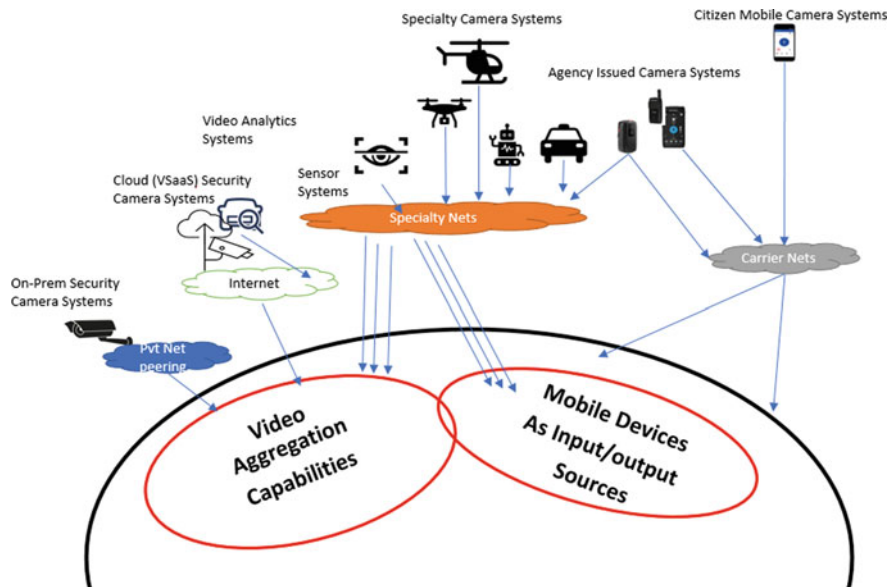 Citizen Mobile Camera Systems
Specialty Camera Systems
Agency Issued Camera Systems
Video Analytics
Systems
Sensor
Systems
Cloud (VSaaS) Security
Camera Systems
Specialty Nets
Carrier Nets
Internet
On-Prem Security
Camera Systems
Pvt Net
peering
Video
Aggregation
Capabilities
Mobile Devices
As Input/output
Sources